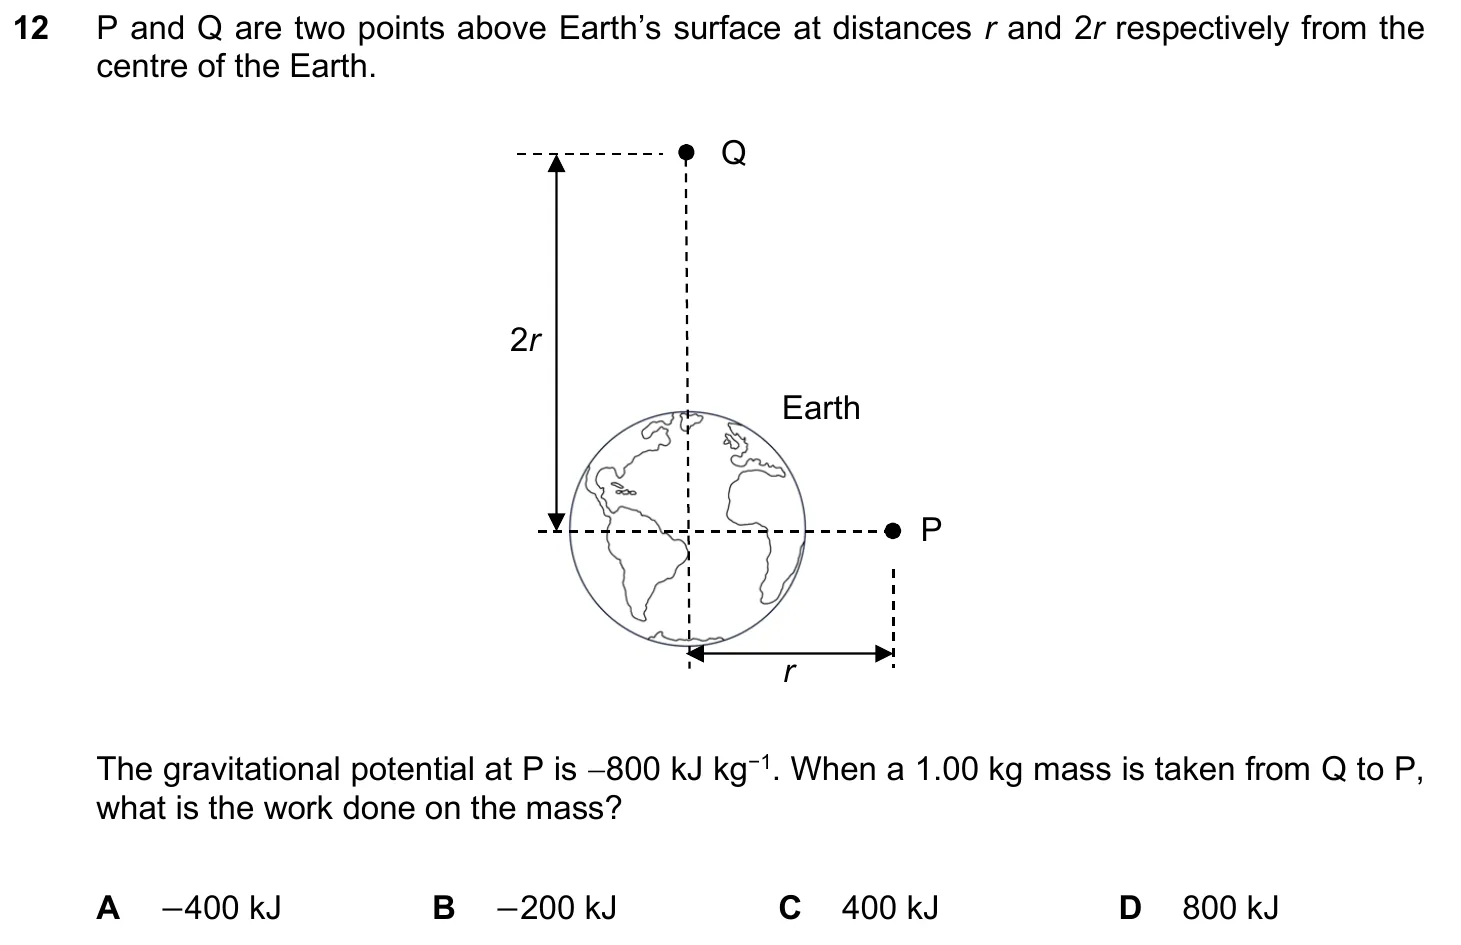 12 P and Q are two points above Earth's surface at distances r and 2r respectively from the
centre of the Earth.
Q
2r
Earth
P
r
The gravitational potential at P is –800 kJ kg⁻¹. When a 1.00 kg mass is taken from Q to P,
what is the work done on the mass?
A –400 kJ B –200 kJ C 400 kJ D 800 kJ